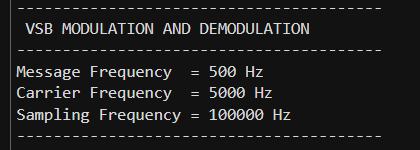 -----------------------------------------
VSB MODULATION AND DEMODULATION
-----------------------------------------
Message Frequency  = 500 Hz
Carrier Frequency  = 5000 Hz
Sampling Frequency = 100000 Hz
-----------------------------------------